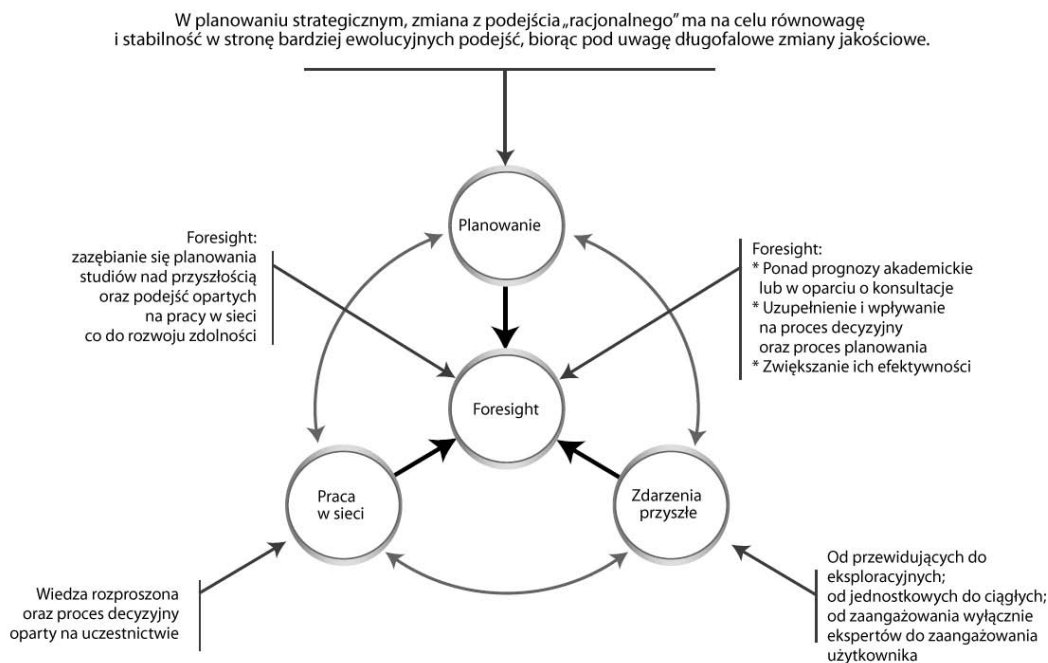 W planowaniu strategicznym, zmiana z podejścia „racjonalnego” ma na celu równowagę
i stabilność w stronę bardziej ewolucyjnych podejść, biorąc pod uwagę długofalowe zmiany jakościowe.
Planowanie
Foresight:
zazębianie się planowania
studiów nad przyszłością
oraz podejść opartych
na pracy w sieci
co do rozwoju zdolności
Foresight:
* Ponad prognozy akademickie
lub w oparciu o konsultacje
* Uzupełnienie i wpływanie
na proces decyzyjny
oraz proces planowania
* Zwiększanie ich efektywności
Foresight
Praca
w sieci
Zdarzenia
przyszłe
Wiedza rozproszona
oraz proces decyzyjny
oparty na uczestnictwie
Od przewidujących do
eksploracyjnych;
od jednostkowych do ciągłych;
od zaangażowania wyłącznie
ekspertów do zaangażowania
użytkownika